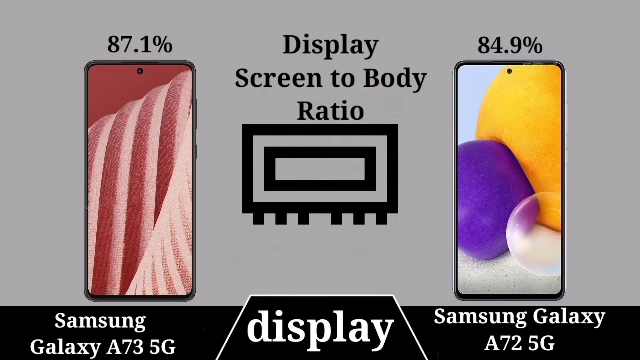 87.1%
Display
Screen to Body
Ratio
84.9%
Samsung
Galaxy A73 5G
display
Samsung Galaxy
A72 5G